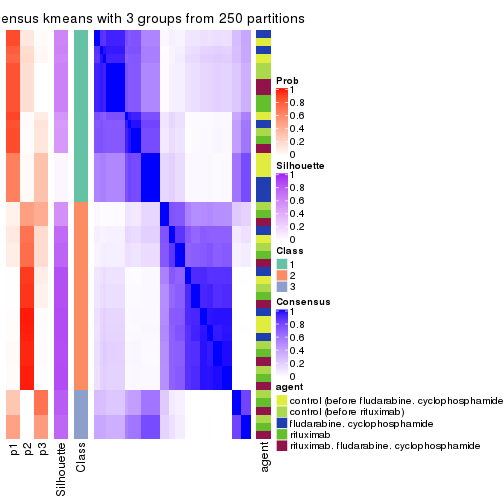 ensus kmeans with 3 groups from 250 partitions
Prob
1
0.8
0.6
0.4
0.2
0
Silhouette
1
0.8
0.6
0.4
0.2
0
Class
1
2
3
Consensus
1
0.8
0.6
0.4
0.2
0
agent
control (before fludarabine. cyclophosphamide
control (before rituximab)
fludarabine. cyclophosphamide
rituximab
rituximab. fludarabine. cyclophosphamide
p1
p2
p3
Silhouette
Class
agent